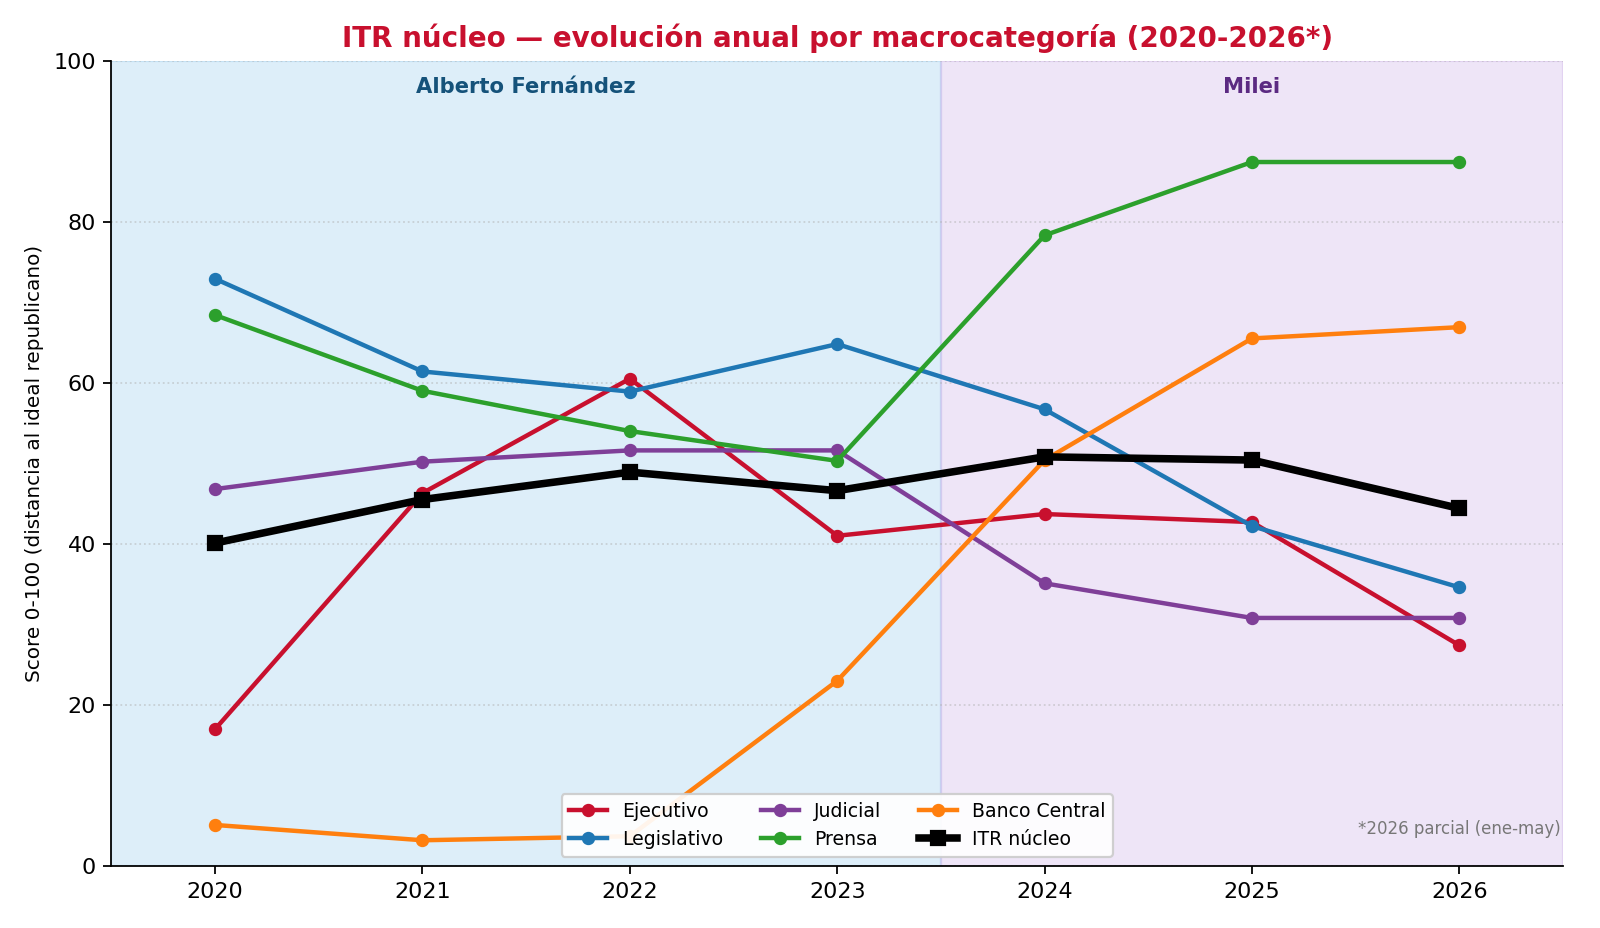 ITR núcleo — evolución anual por macrocategoría (2020-2026*)
Alberto Fernández
Milei
Score 0-100 (distancia al ideal republicano)
100
80
60
40
20
0
Ejecutivo
Legislativo
Judicial
Prensa
Banco Central
ITR núcleo
*2026 parcial (ene-may)
2020 2021 2022 2023 2024 2025 2026